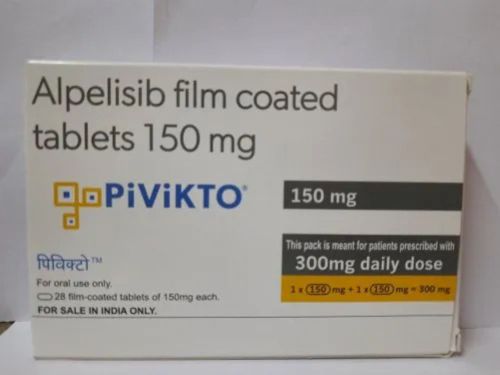 Alpelisib film coated
tablets 150 mg
PiViKTO®
150 mg
पिविक्टो™
This pack is meant for patients prescribed with
300mg daily dose
1 x 150 mg + 1 x 150 mg = 300 mg
For oral use only.
28 film-coated tablets of 150mg each.
FOR SALE IN INDIA ONLY.